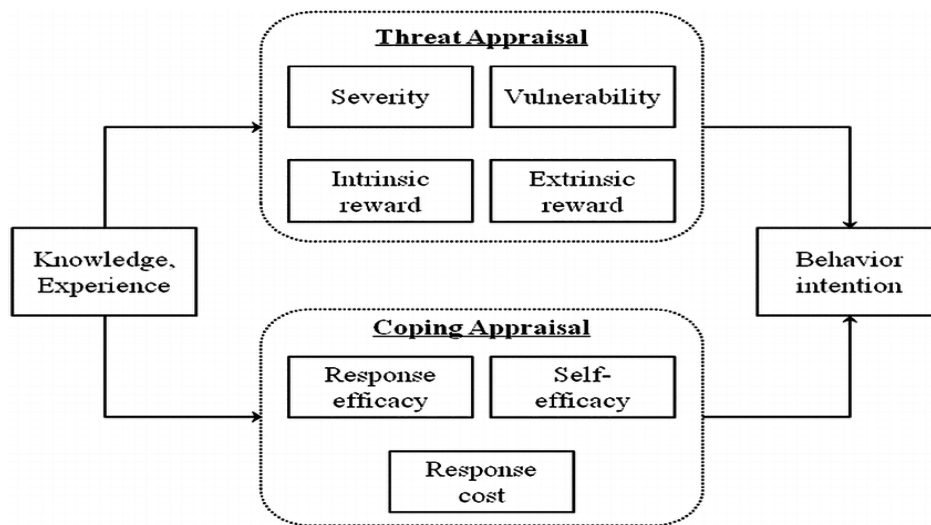 Threat Appraisal
Severity
Vulnerability
Intrinsic
reward
Extrinsic
reward
Knowledge,
Experience
Behavior
intention
Coping Appraisal
Response
efficacy
Self-
efficacy
Response
cost